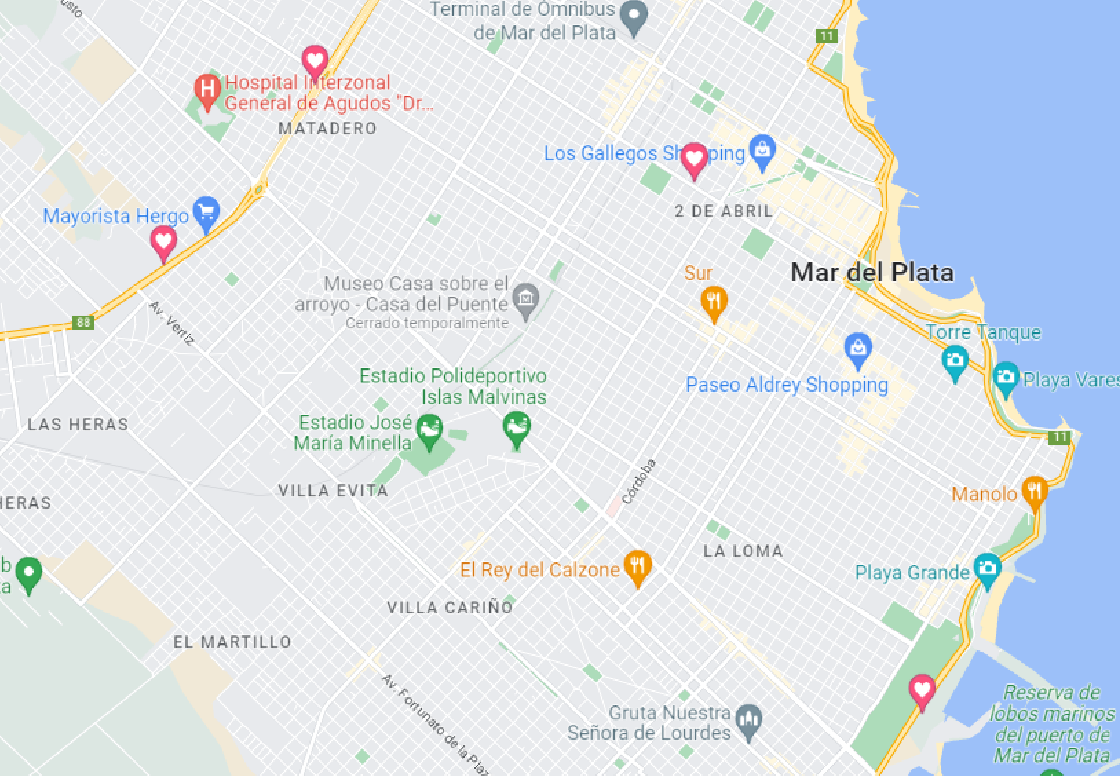 Terminal de Omnibus
de Mar del Plata
11
Hospital Interzonal
General de Agudos "Dr...
MATADERO
Los Gallegos Shopping
2 DE ABRIL
Mayorista Hergo
Mar del Plata
Sur
Museo Casa sobre el
arroyo - Casa del Puente
Cerrado temporalmente
88
Av. Vertiz
Torre Tanque
Paseo Aldrey Shopping
Playa Vares
Estadio Polideportivo
Islas Malvinas
LAS HERAS
Estadio José
María Minella
11
Córdoba
VILLA EVITA
Manolo
HERAS
LA LOMA
b
a
El Rey del Calzone
Playa Grande
VILLA CARIÑO
EL MARTILLO
Av. Fortunato de la Plaz
Gruta Nuestra
Señora de Lourdes
Reserva de
lobos marinos
del puerto de
Mar del Plata